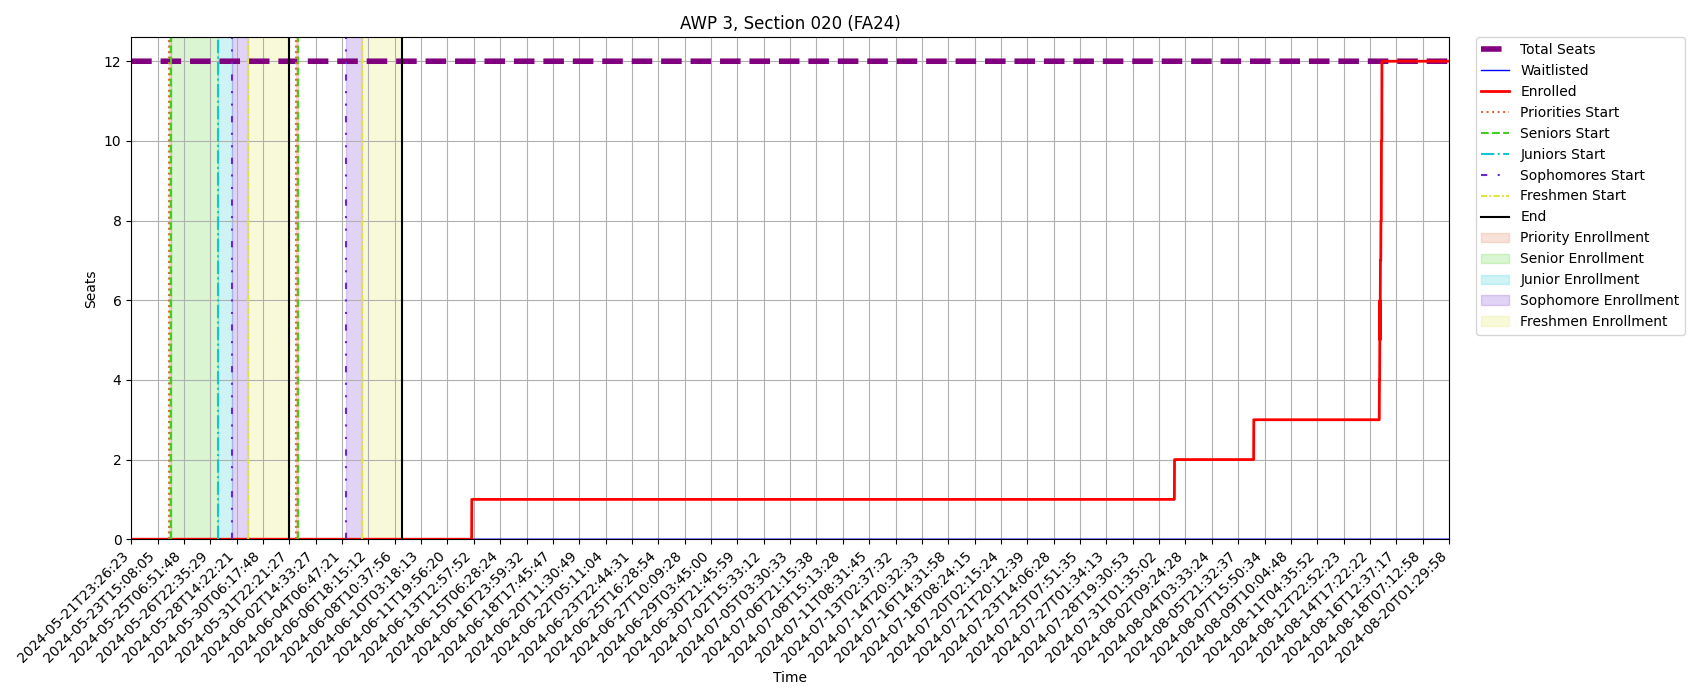 AWP 3, Section 020 (FA24)
Total Seats
Waitlisted
Enrolled
Priorities Start
Seniors Start
Juniors Start
Sophomores Start
Freshmen Start
End
Priority Enrollment
Senior Enrollment
Junior Enrollment
Sophomore Enrollment
Freshmen Enrollment
Seats
12
10
8
6
4
2
0
2024-05-21T23:26:23
2024-05-23T15:08:05
2024-05-25T06:51:48
2024-05-26T22:35:29
2024-05-28T14:22:21
2024-05-30T06:17:48
2024-05-31T22:21:27
2024-06-02T14:33:27
2024-06-04T06:47:21
2024-06-06T18:15:12
2024-06-08T10:37:56
2024-06-10T03:18:13
2024-06-11T19:56:20
2024-06-13T12:57:52
2024-06-15T06:28:24
2024-06-16T23:59:32
2024-06-18T17:45:47
2024-06-20T11:30:49
2024-06-22T05:11:04
2024-06-23T22:44:31
2024-06-25T16:28:54
2024-06-27T10:09:28
2024-06-29T03:45:00
2024-06-30T21:45:59
2024-07-02T15:33:12
2024-07-05T03:30:33
2024-07-06T21:15:38
2024-07-08T15:13:28
2024-07-11T08:31:45
2024-07-13T02:37:32
2024-07-14T20:32:33
2024-07-16T14:31:58
2024-07-18T08:24:15
2024-07-20T02:15:24
2024-07-21T20:12:39
2024-07-23T14:06:28
2024-07-25T07:51:35
2024-07-27T01:34:13
2024-07-28T19:30:53
2024-07-31T01:35:02
2024-08-02T09:24:28
2024-08-04T03:33:24
2024-08-05T21:32:37
2024-08-07T15:50:34
2024-08-09T10:04:48
2024-08-11T04:35:52
2024-08-12T22:52:23
2024-08-14T17:22:22
2024-08-16T12:37:17
2024-08-18T07:12:58
2024-08-20T01:29:58
Time